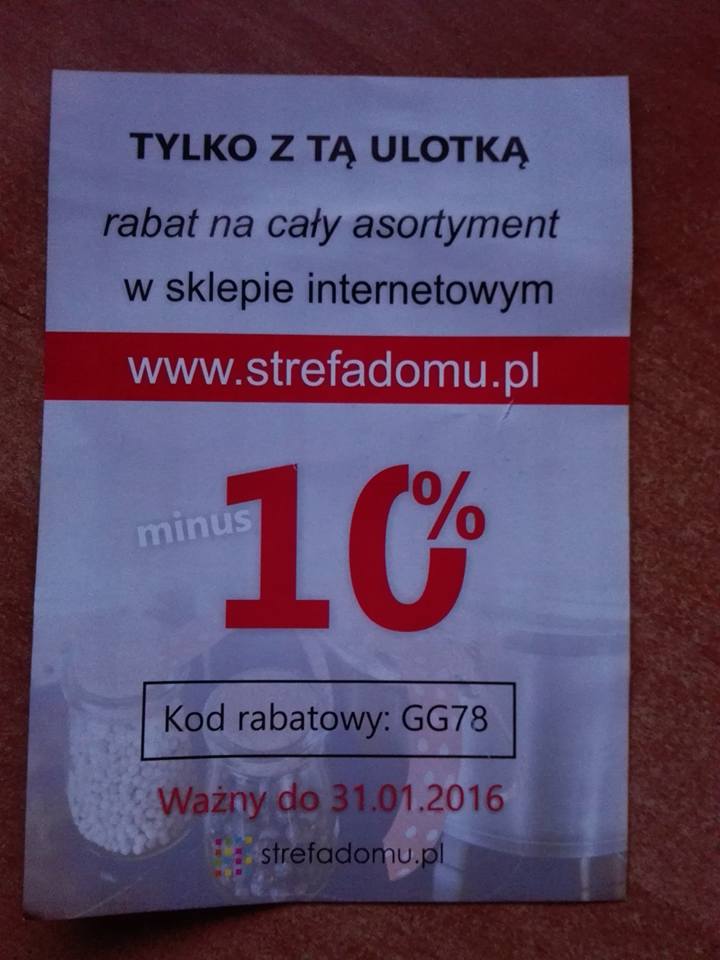 TYLKO Z TĄ ULOTKĄ
rabat na cały asortyment
w sklepie internetowym
www.strefadomu.pl
minus 10%
Kod rabatowy: GG78
Ważny do 31.01.2016
strefadomu.pl